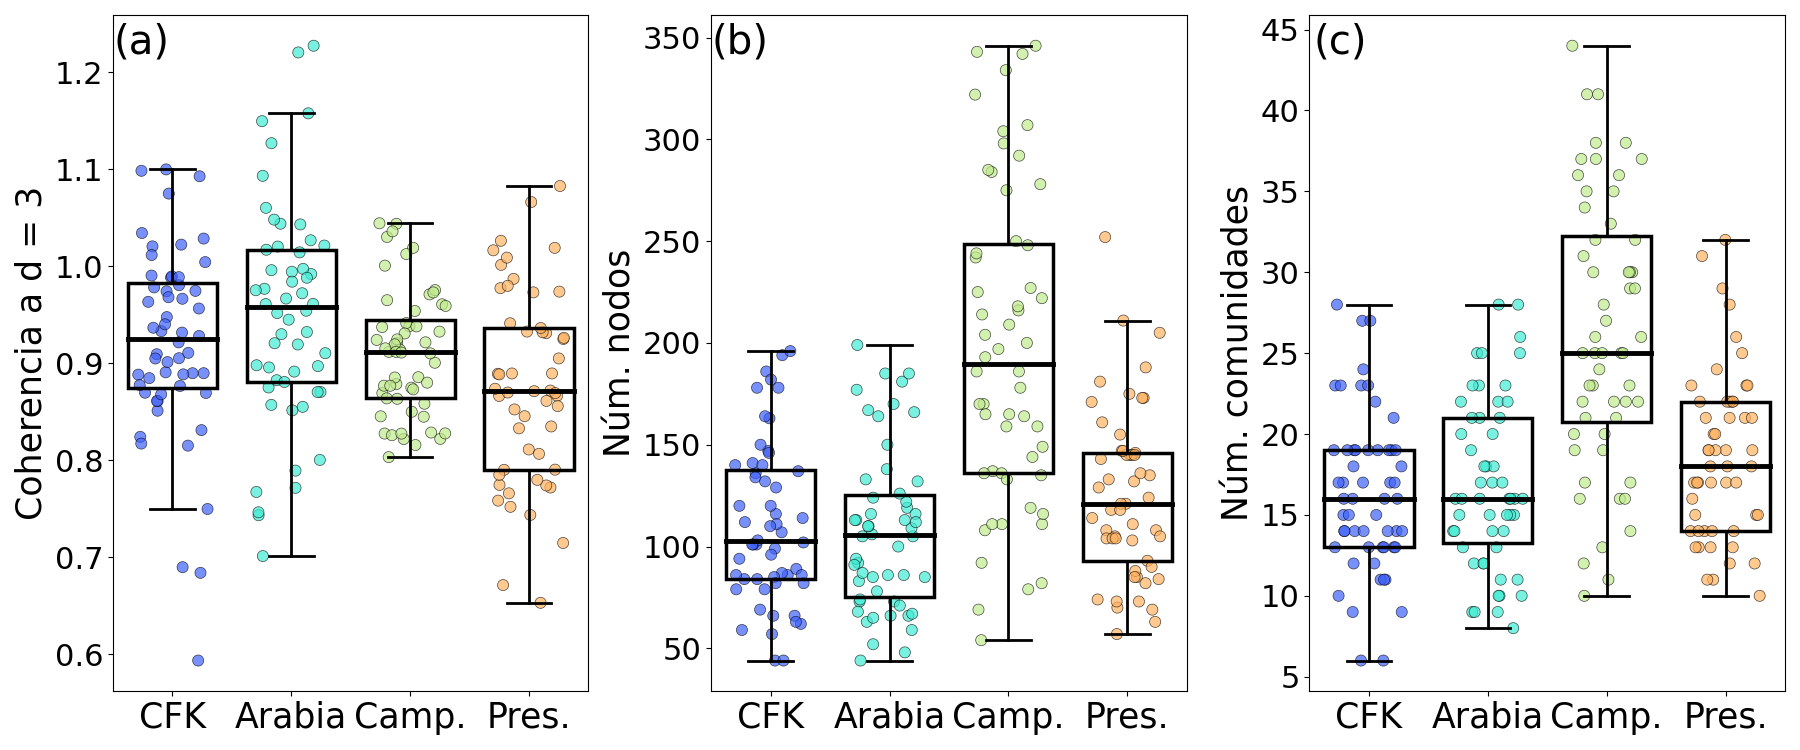 (a)
Coherencia a d = 3
1.2
1.1
1.0
0.9
0.8
0.7
0.6
CFK Arabia Camp. Pres.
(b)
Núm. nodos
350
300
250
200
150
100
50
CFK Arabia Camp. Pres.
(c)
Núm. comunidades
45
40
35
30
25
20
15
10
5
CFK Arabia Camp. Pres.